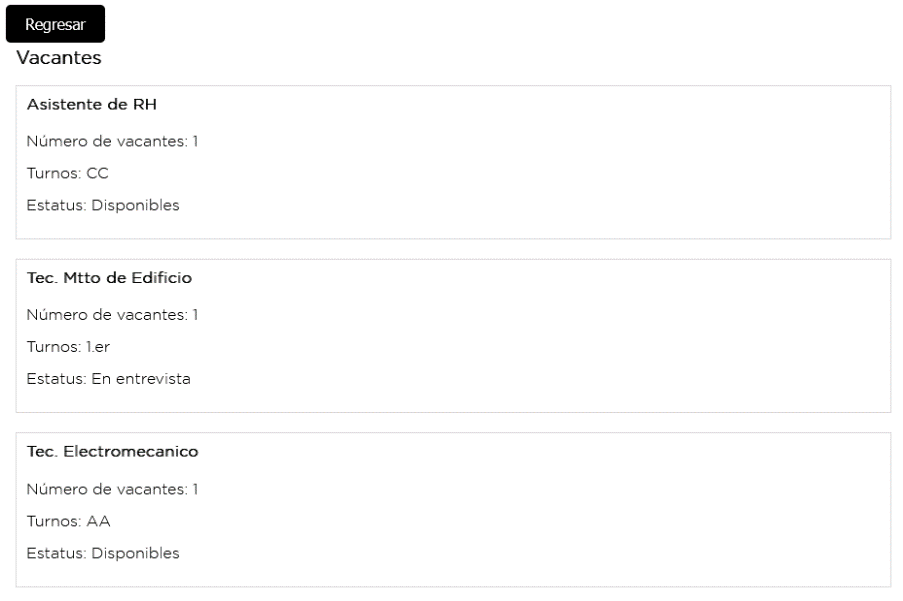 Regresar
Vacantes
Asistente de RH
Número de vacantes: 1
Turnos: CC
Estatus: Disponibles
Tec. Mtto de Edificio
Número de vacantes: 1
Turnos: 1.er
Estatus: En entrevista
Tec. Electromecanico
Número de vacantes: 1
Turnos: AA
Estatus: Disponibles